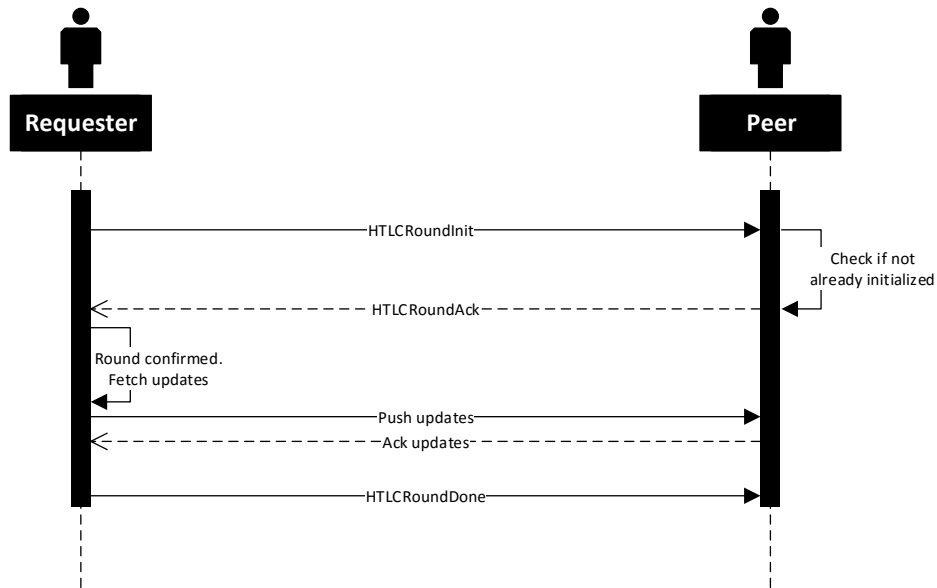 Requester
Peer
HTLCRoundInit
Check if not
already initialized
HTLCRoundAck
Round confirmed.
Fetch updates
Push updates
Ack updates
HTLCRoundDone